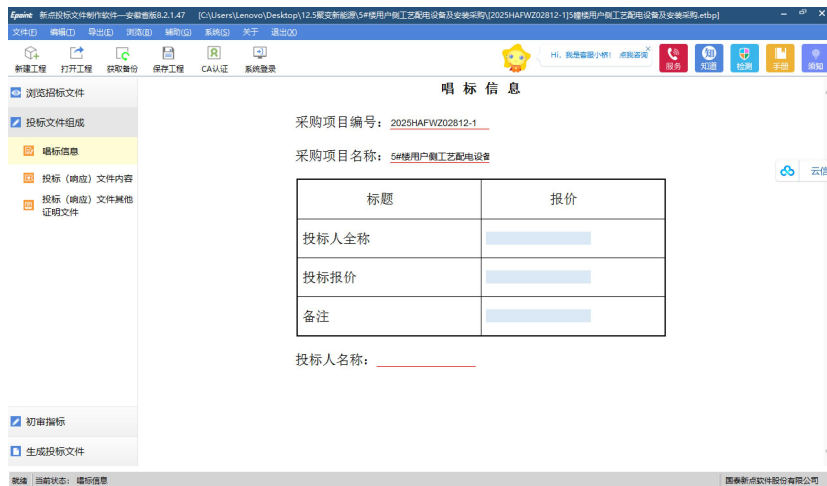 Epoint 新点投标文件制作软件—安徽省版8.2.1.47 [C:\Users\Lenovo\Desktop\12.5聚变新能源\5#楼用户侧工艺配电设备及安装采购\[2025HAFWZ02812-1]5幢楼用户侧工艺配电设备及安装采购.etbp]
文件(F) 编辑(T) 导出(E) 浏览(B) 辅助(G) 系统(S) 关于 退出(X)
新建工程 打开工程 获取备份 保存工程 CA认证 系统登录
Hi，我是客服小桥！ 点我咨询
服务 知道 检测 手册 须知
浏览招标文件
投标文件组成
唱标信息
投标（响应）文件内容
投标（响应）文件其他
证明文件
初审指标
生成投标文件
唱 标 信 息
采购项目编号：2025HAFWZ02812-1
采购项目名称：5#楼用户侧工艺配电设备
标题 报价
投标人全称
投标报价
备注
投标人名称：
云信
就绪 当前状态： 唱标信息 国泰新点软件股份有限公司